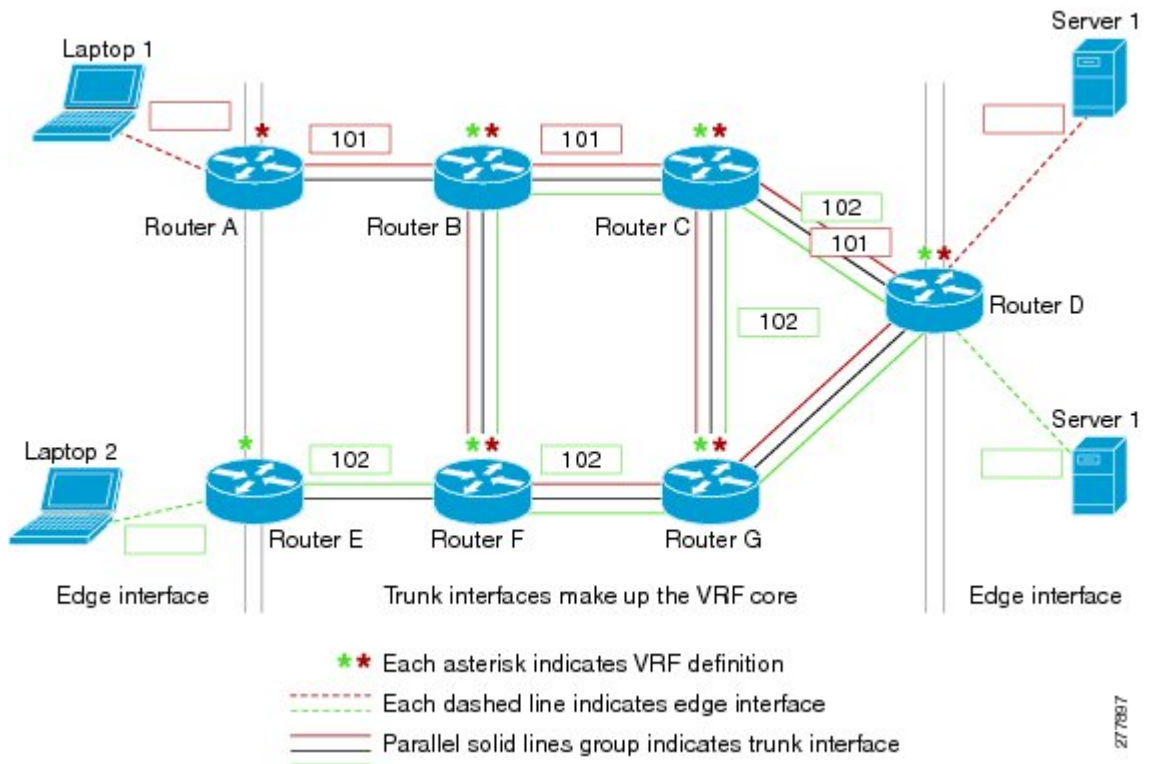 Server 1
Laptop 1
101
101
Router A
Router B
Router C
102
101
Router D
102
Server 1
Laptop 2
102
102
Router E
Router F
Router G
Edge interface
Trunk interfaces make up the VRF core
Edge interface
** Each asterisk indicates VRF definition
Each dashed line indicates edge interface
Parallel solid lines group indicates trunk interface
277897